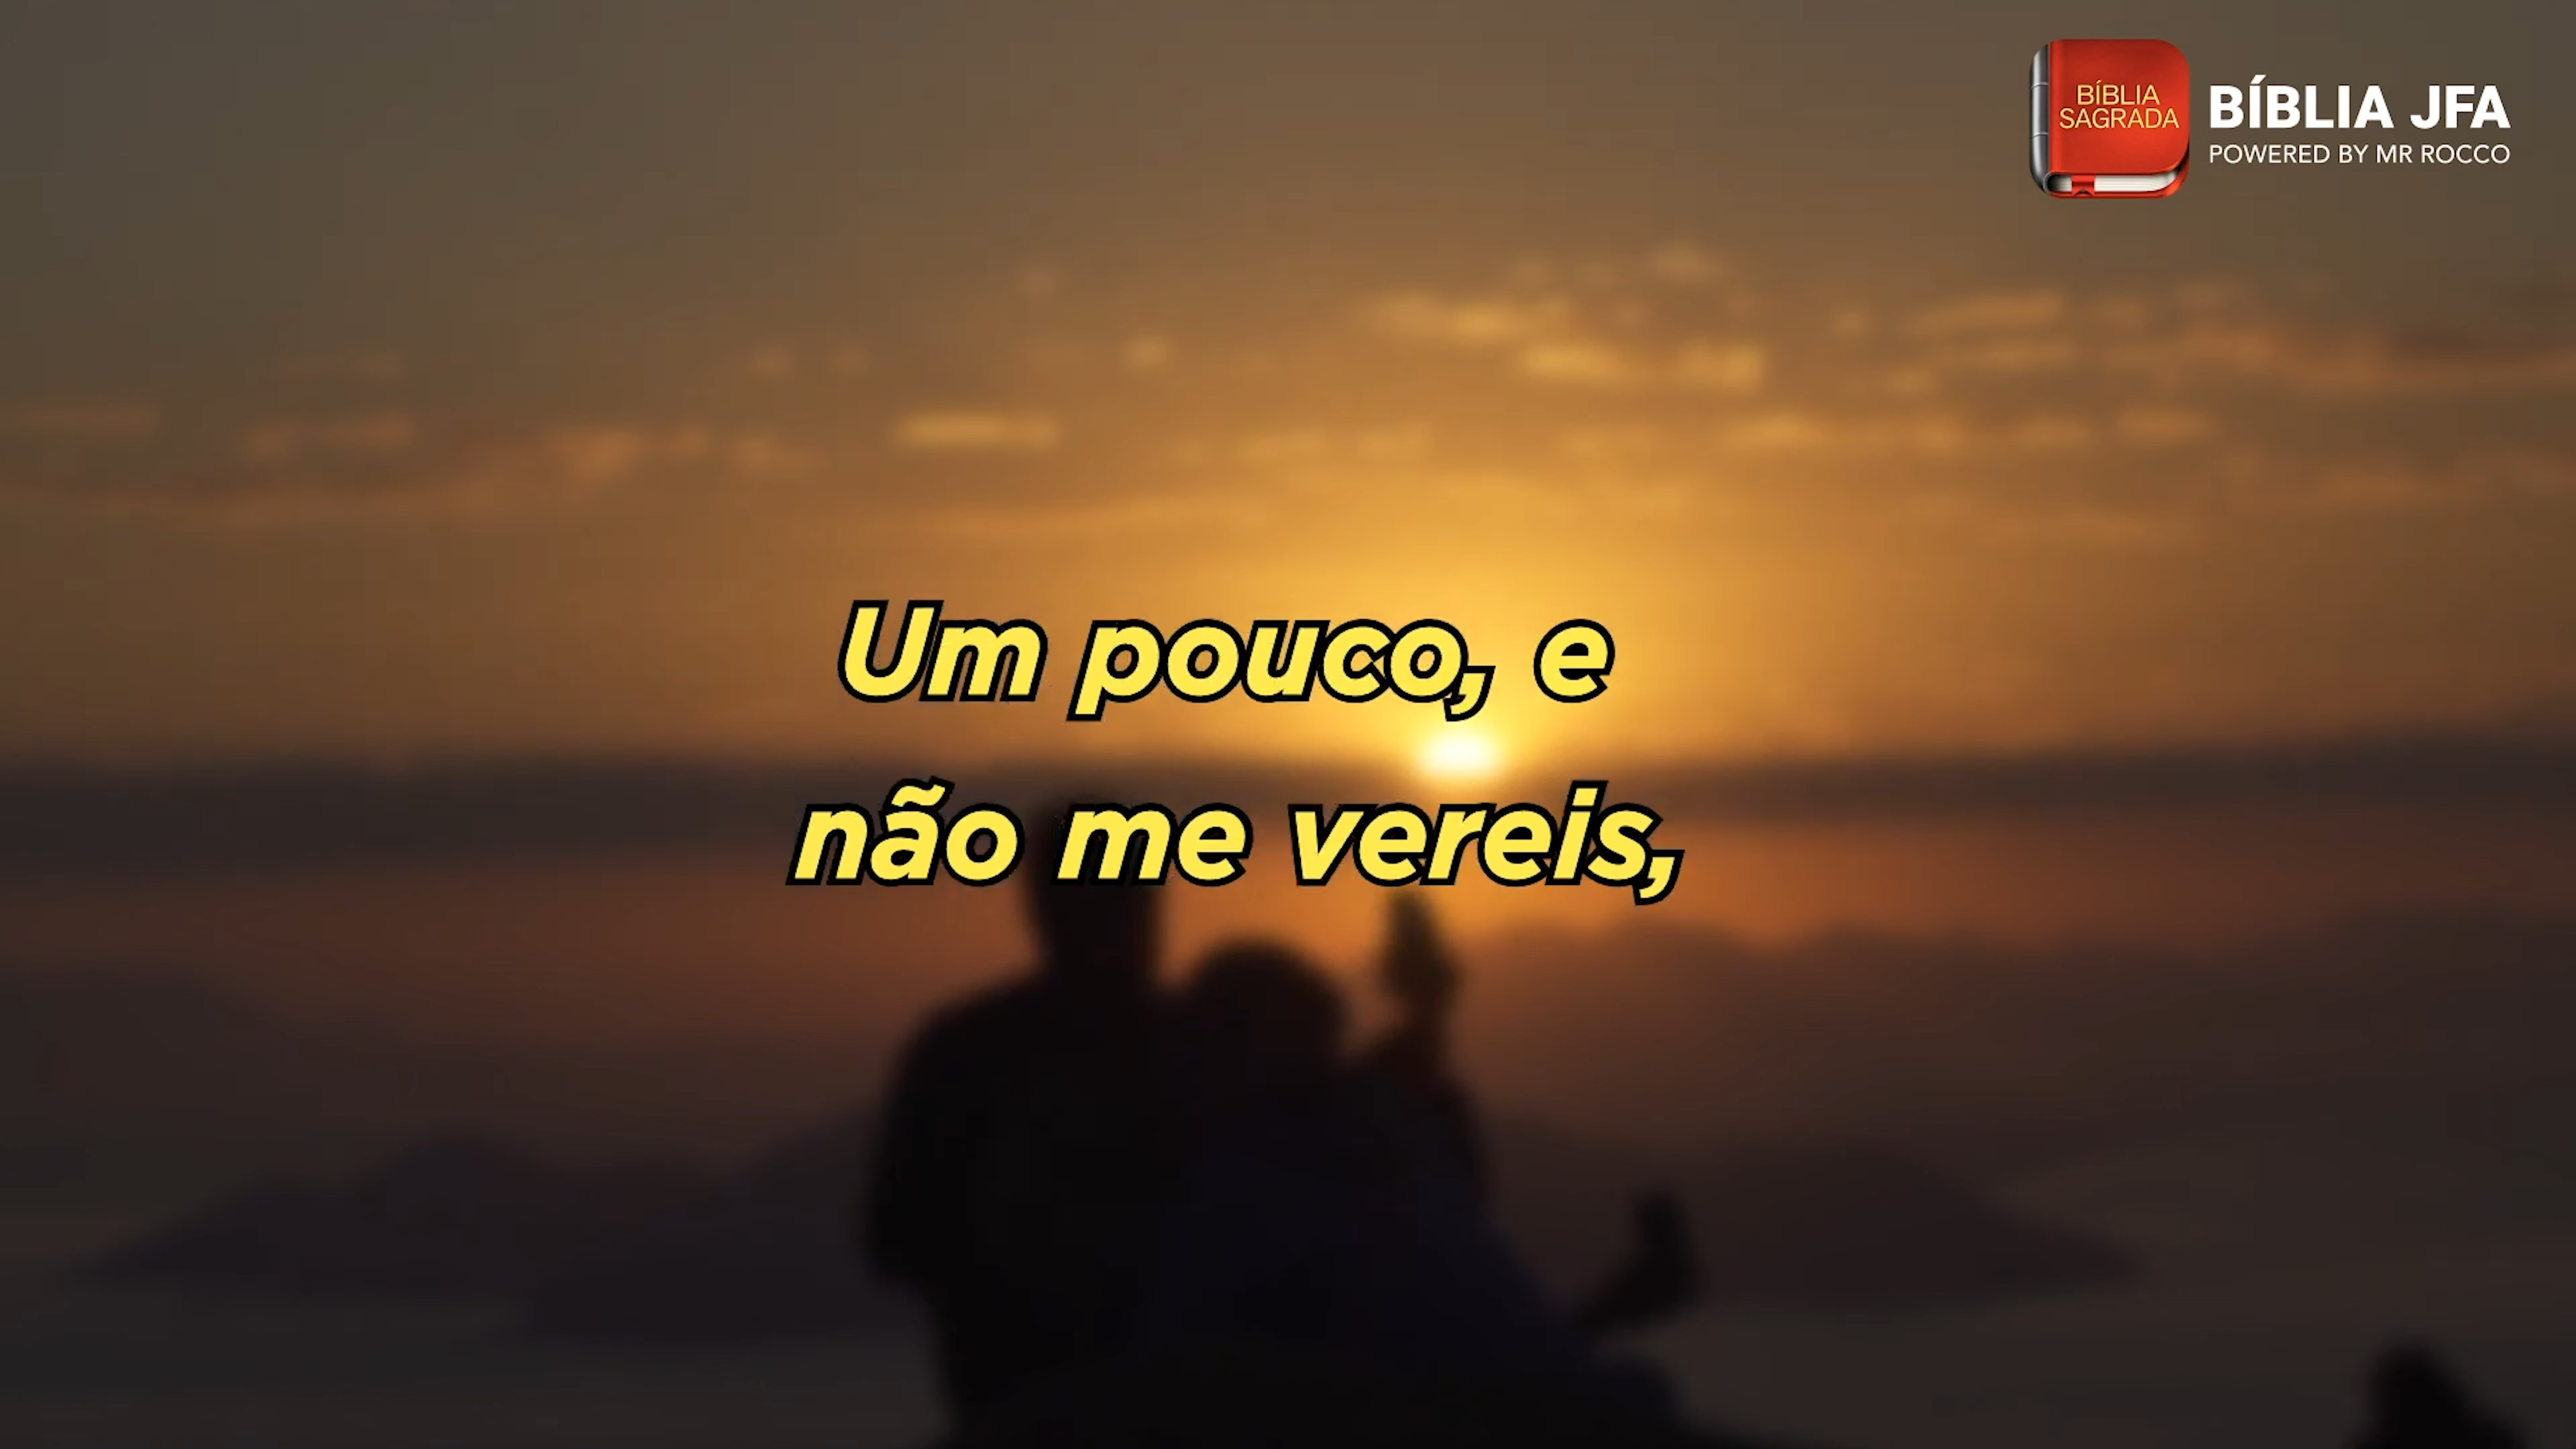 BÍBLIA
SAGRADA
BÍBLIA JFA
POWERED BY MR ROCCO
Um pouco, e
não me vereis,